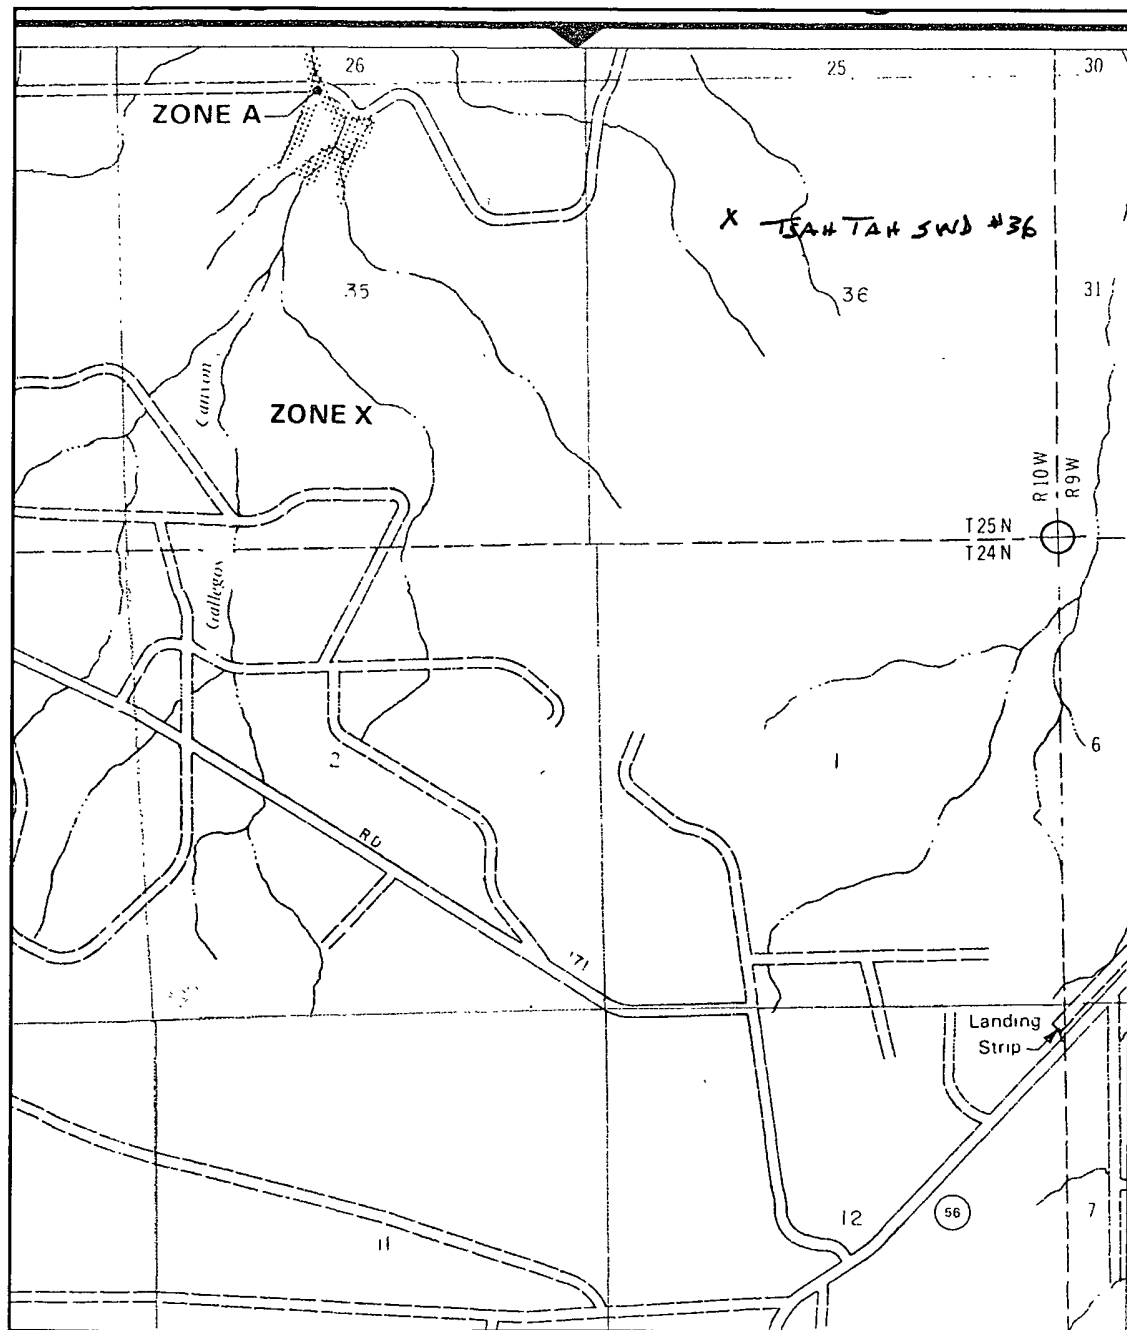 26
25
30
ZONE A
X TSAH TAH SWD #36
35
36
31
Canyon
ZONE X
R10W
R9W
T25N
T24N
Gallegos
6
2
1
RD
171
Landing
Strip
56
12
7
11